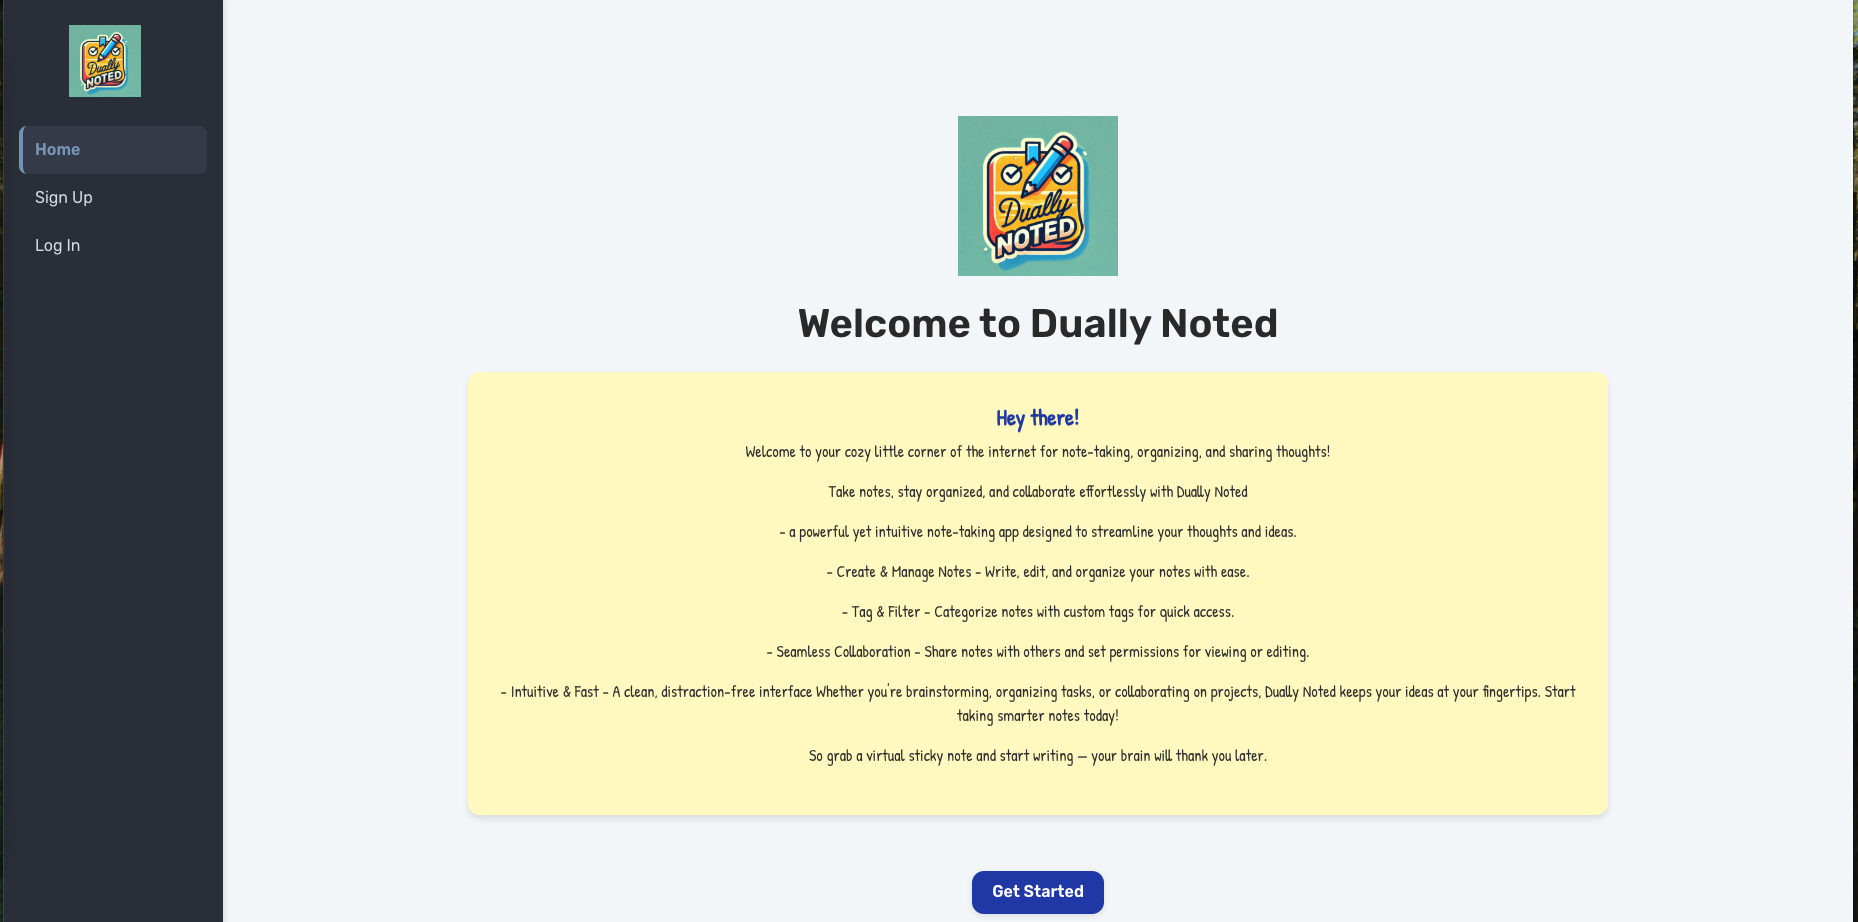 Dually
NOTED
Home
Sign Up
Log In
Dually
NOTED
Welcome to Dually Noted
Hey there!
Welcome to your cozy little corner of the internet for note-taking, organizing, and sharing thoughts!
Take notes, stay organized, and collaborate effortlessly with Dually Noted
- a powerful yet intuitive note-taking app designed to streamline your thoughts and ideas.
- Create & Manage Notes - Write, edit, and organize your notes with ease.
- Tag & Filter - Categorize notes with custom tags for quick access.
- Seamless Collaboration - Share notes with others and set permissions for viewing or editing.
- Intuitive & Fast - A clean, distraction-free interface Whether you're brainstorming, organizing tasks, or collaborating on projects, Dually Noted keeps your ideas at your fingertips. Start
taking smarter notes today!
So grab a virtual sticky note and start writing — your brain will thank you later.
Get Started